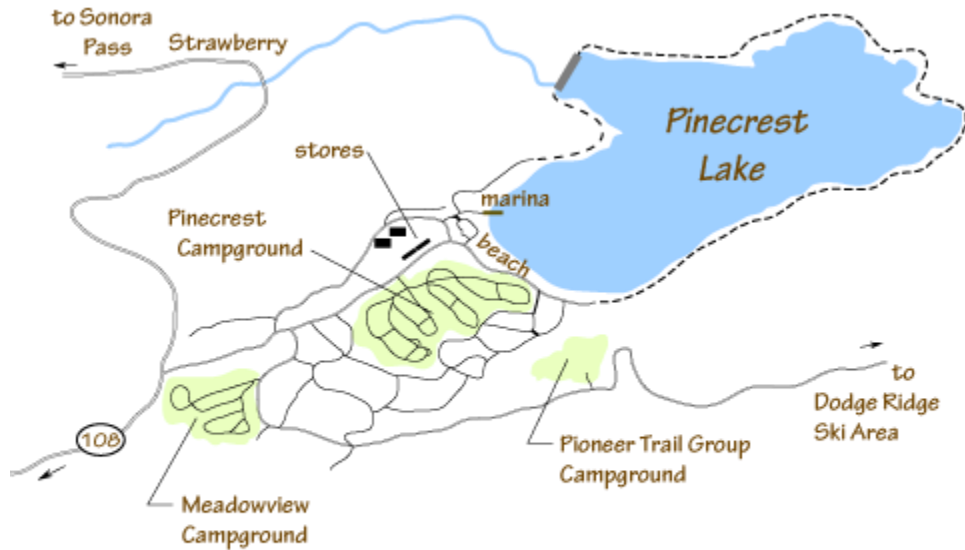 to Sonora
Pass
Strawberry
Pinecrest
Lake
stores
marina
Pinecrest
Campground
beach
to
Dodge Ridge
Ski Area
108
Pioneer Trail Group
Campground
Meadowview
Campground